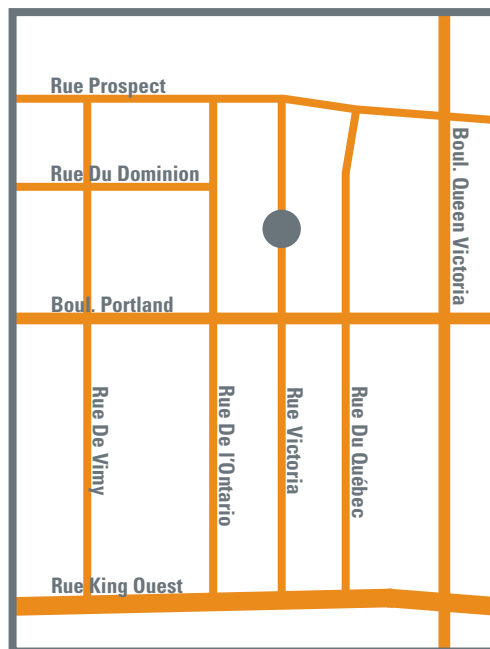 Rue Prospect
Rue Du Dominion
Boul. Queen Victoria
Boul. Portland
Rue De Vimy
Rue De l'Ontario
Rue Victoria
Rue Du Québec
Rue King Ouest